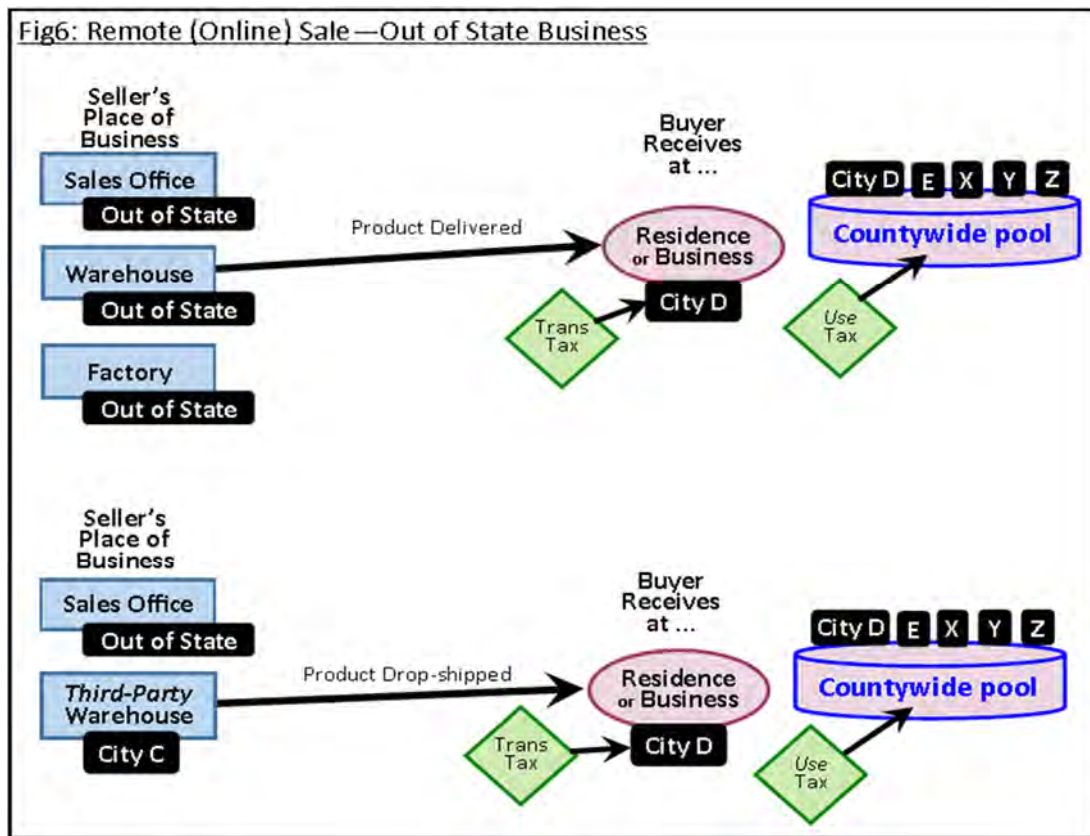 Fig6: Remote (Online) Sale—Out of State Business
Seller's
Place of
Business
Sales Office
Out of State
Warehouse
Out of State
Factory
Out of State
Product Delivered
Buyer
Receives
at ...
Residence
or Business
City D
Trans
Tax
City D E X Y Z
Countywide pool
Use
Tax
Seller's
Place of
Business
Sales Office
Out of State
Third-Party
Warehouse
City C
Product Drop-shipped
Buyer
Receives
at ...
Residence
or Business
City D
Trans
Tax
City D E X Y Z
Countywide pool
Use
Tax